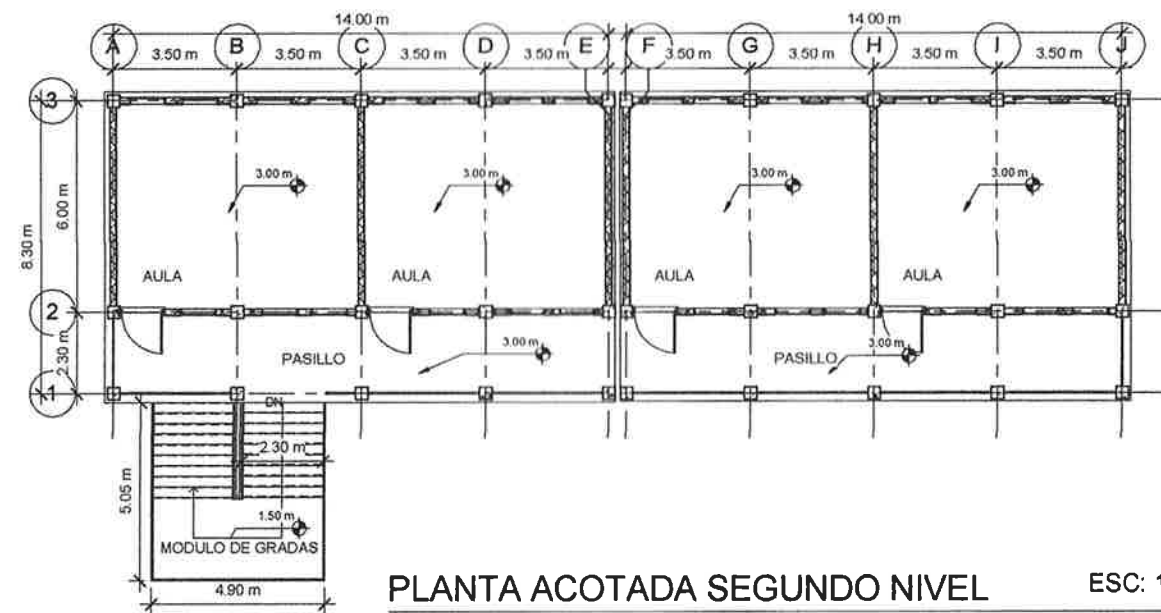 14.00 m 14.00 m
A B C D E F G H I J
3.50 m 3.50 m 3.50 m 3.50 m 3.50 m 3.50 m 3.50 m 3.50 m
3
3.00 m 3.00 m 3.00 m 3.00 m
6.00 m
8.30 m
AULA AULA AULA AULA
2
2.30 m
PASILLO 3.00 m PASILLO 3.00 m
1
DN
2.30 m
5.05 m
1.50 m
MODULO DE GRADAS
4.90 m
PLANTA ACOTADA SEGUNDO NIVEL ESC: 1